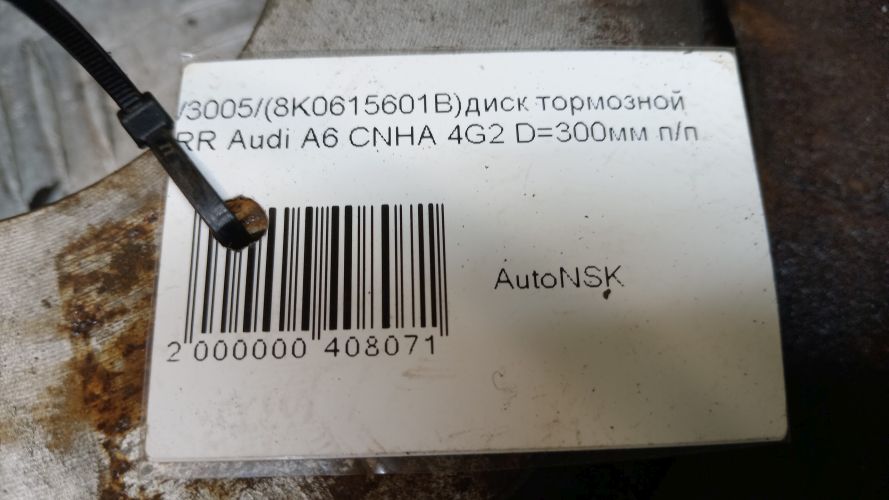 /3005/(8K0615601B)диск тормозной
RR Audi A6 CNHA 4G2 D=300мм п/п
AutoNSK
2 000000 408071